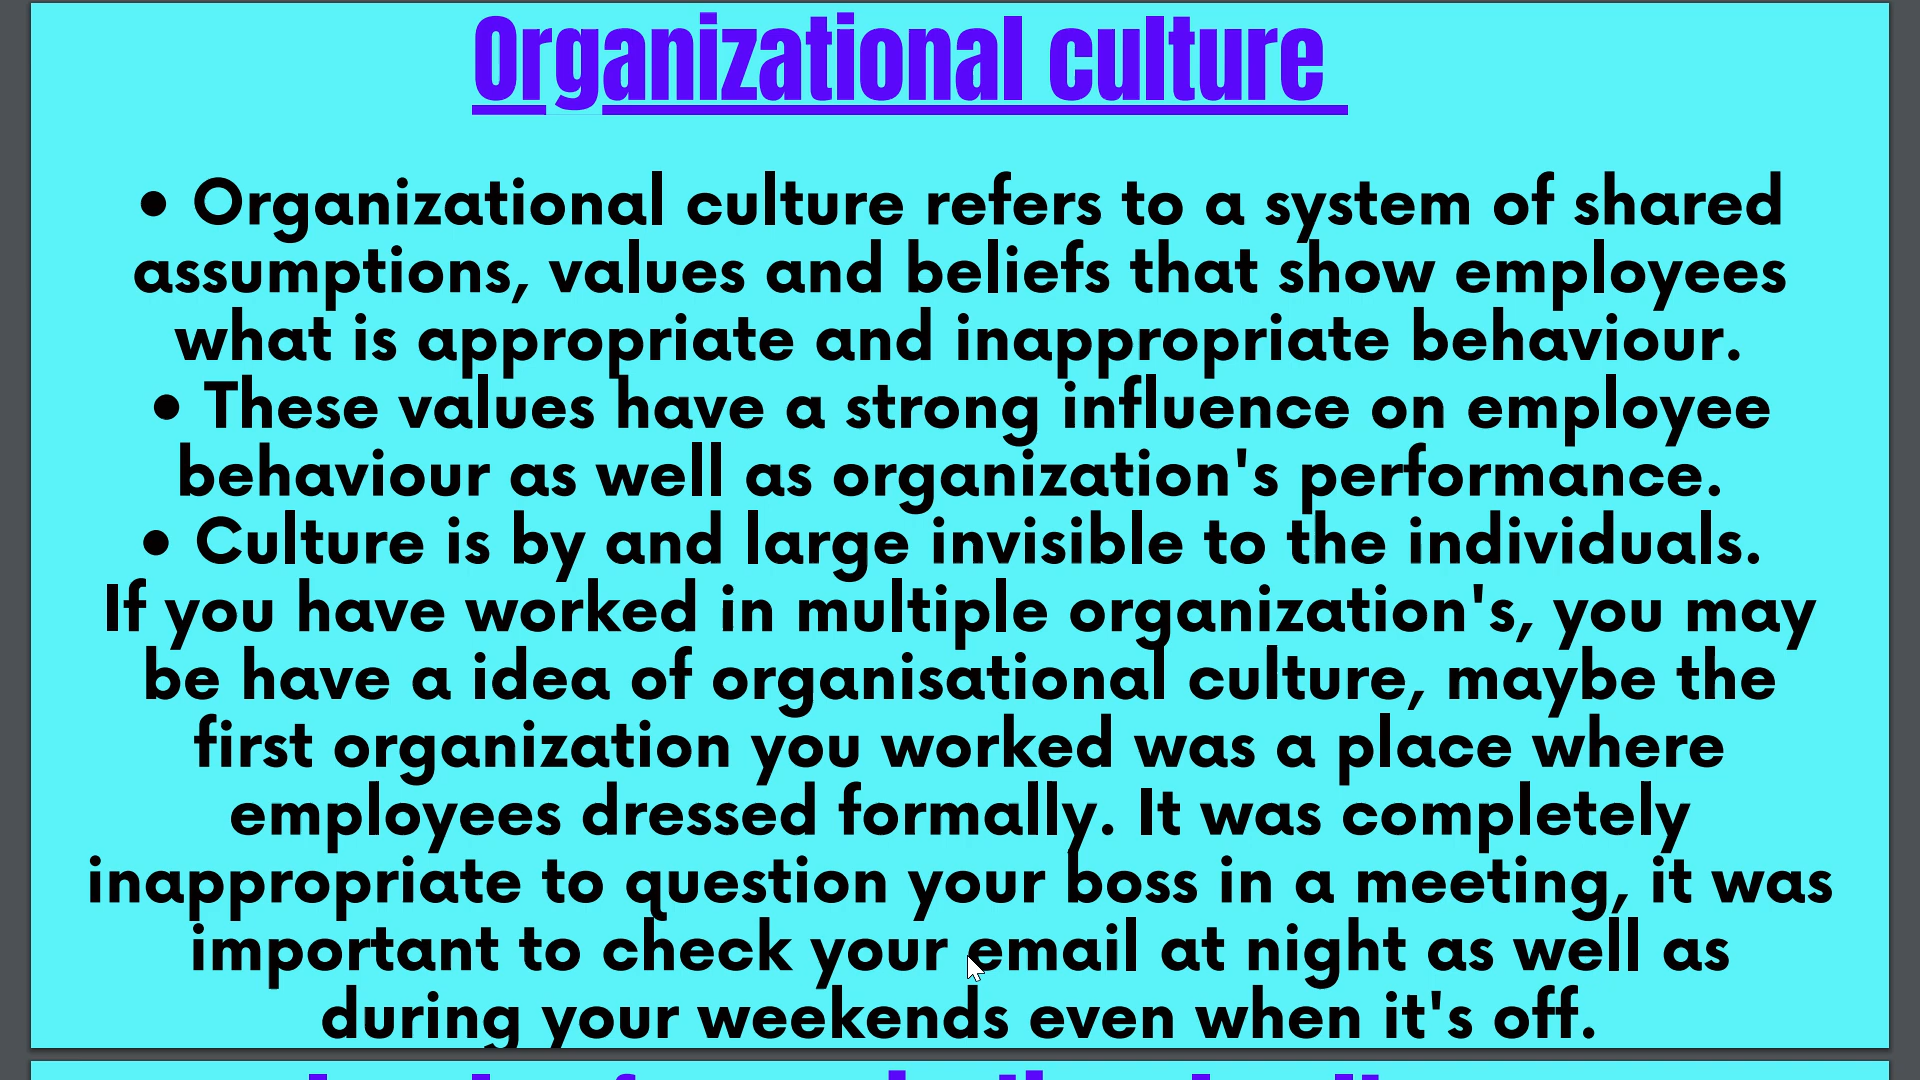 Organizational culture
• Organizational culture refers to a system of shared
assumptions, values and beliefs that show employees
what is appropriate and inappropriate behaviour.
• These values have a strong influence on employee
behaviour as well as organization's performance.
• Culture is by and large invisible to the individuals.
If you have worked in multiple organization's, you may
be have a idea of organisational culture, maybe the
first organization you worked was a place where
employees dressed formally. It was completely
inappropriate to question your boss in a meeting, it was
important to check your email at night as well as
during your weekends even when it's off.